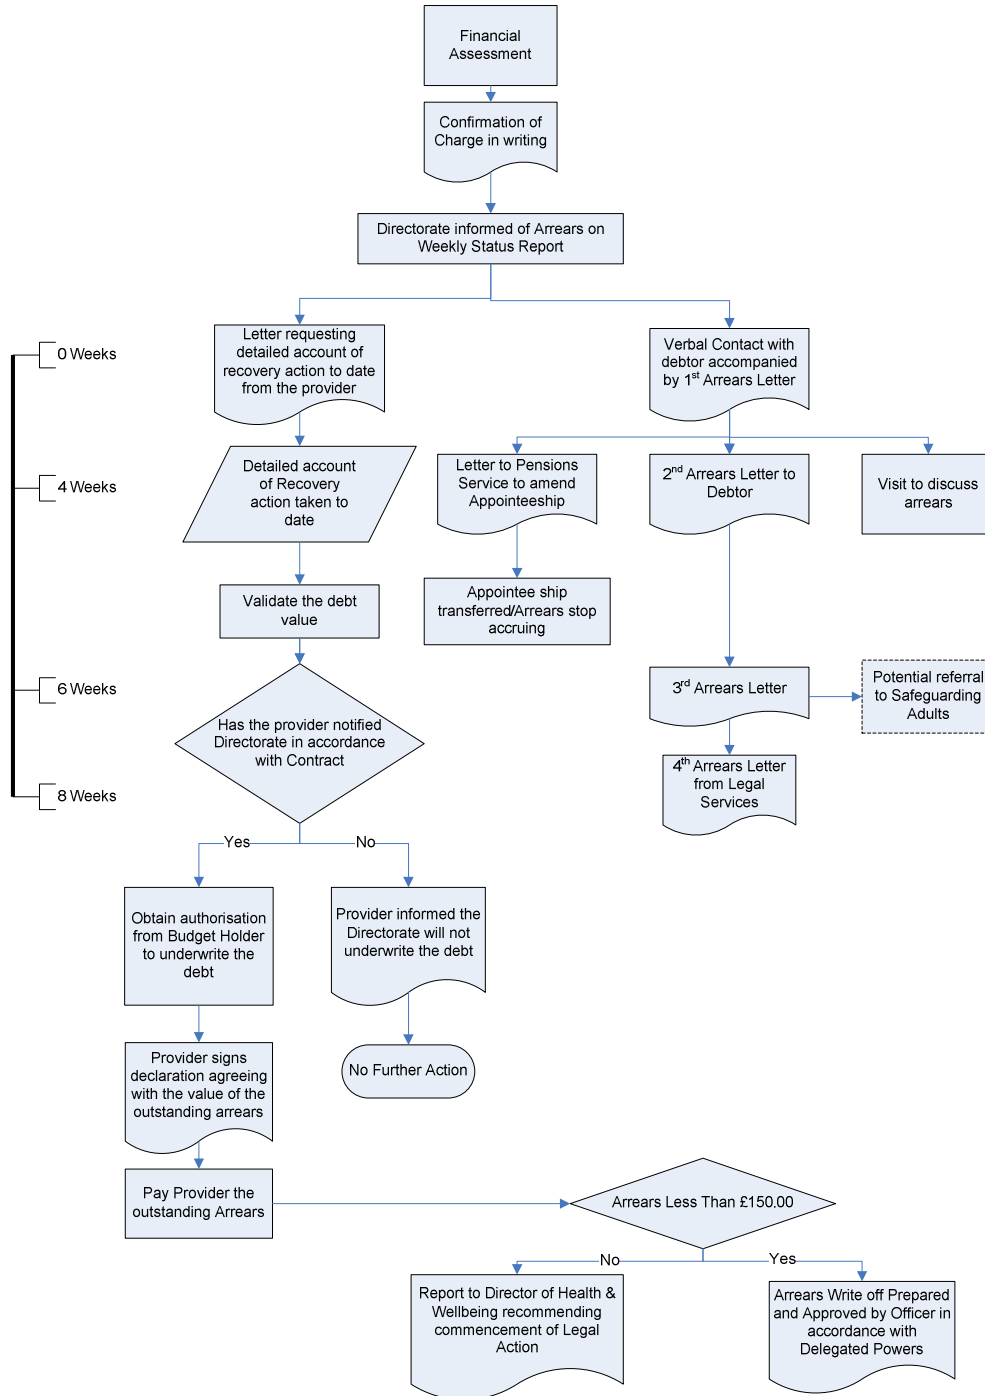 Financial
Assessment
Confirmation of
Charge in writing
Directorate informed of Arrears on
Weekly Status Report
0 Weeks
Letter requesting
detailed account of
recovery action to date
from the provider
Verbal Contact with
debtor accompanied
by 1st Arrears Letter
4 Weeks
Detailed account
of Recovery
action taken to
date
Letter to Pensions
Service to amend
Appointeeship
2nd Arrears Letter to
Debtor
Visit to discuss
arrears
Validate the debt
value
Appointee ship
transferred/Arrears stop
accruing
6 Weeks
Has the provider notified
Directorate in accordance
with Contract
3rd Arrears Letter
Potential referral
to Safeguarding
Adults
8 Weeks
4th Arrears Letter
from Legal
Services
Yes
No
Obtain authorisation
from Budget Holder
to underwrite the
debt
Provider informed the
Directorate will not
underwrite the debt
Provider signs
declaration agreeing
with the value of the
outstanding arrears
No Further Action
Pay Provider the
outstanding Arrears
Arrears Less Than £150.00
No
Yes
Report to Director of Health &
Wellbeing recommending
commencement of Legal
Action
Arrears Write off Prepared
and Approved by Officer in
accordance with
Delegated Powers